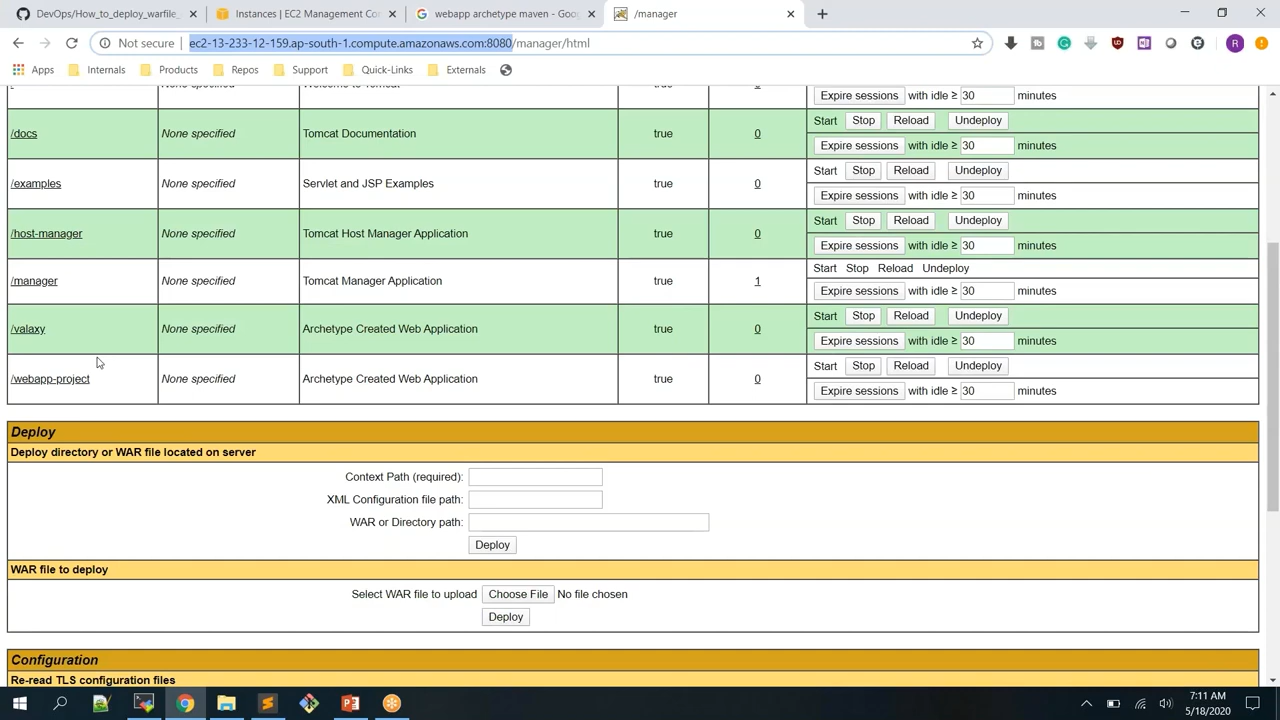 DevOps/How_to_deploy_warfile_
Instances | EC2 Management Co
webapp archetype maven - Goo
/manager
Not secure
ec2-13-233-12-159.ap-south-1.compute.amazonaws.com:8080/manager/html
Apps
Internals
Products
Repos
Support
Quick-Links
Externals
R
/
None specified
Welcome to Tomcat
true
0
Expire sessions with idle ≥ 30 minutes
/docs
None specified
Tomcat Documentation
true
0
Start Stop Reload Undeploy
Expire sessions with idle ≥ 30 minutes
/examples
None specified
Servlet and JSP Examples
true
0
Start Stop Reload Undeploy
Expire sessions with idle ≥ 30 minutes
/host-manager
None specified
Tomcat Host Manager Application
true
0
Start Stop Reload Undeploy
Expire sessions with idle ≥ 30 minutes
/manager
None specified
Tomcat Manager Application
true
1
Start Stop Reload Undeploy
Expire sessions with idle ≥ 30 minutes
/valaxy
None specified
Archetype Created Web Application
true
0
Start Stop Reload Undeploy
Expire sessions with idle ≥ 30 minutes
/webapp-project
None specified
Archetype Created Web Application
true
0
Start Stop Reload Undeploy
Expire sessions with idle ≥ 30 minutes
Deploy
Deploy directory or WAR file located on server
Context Path (required):
XML Configuration file path:
WAR or Directory path:
Deploy
WAR file to deploy
Select WAR file to upload Choose File No file chosen
Deploy
Configuration
Re-read TLS configuration files
7:11 AM
5/18/2020